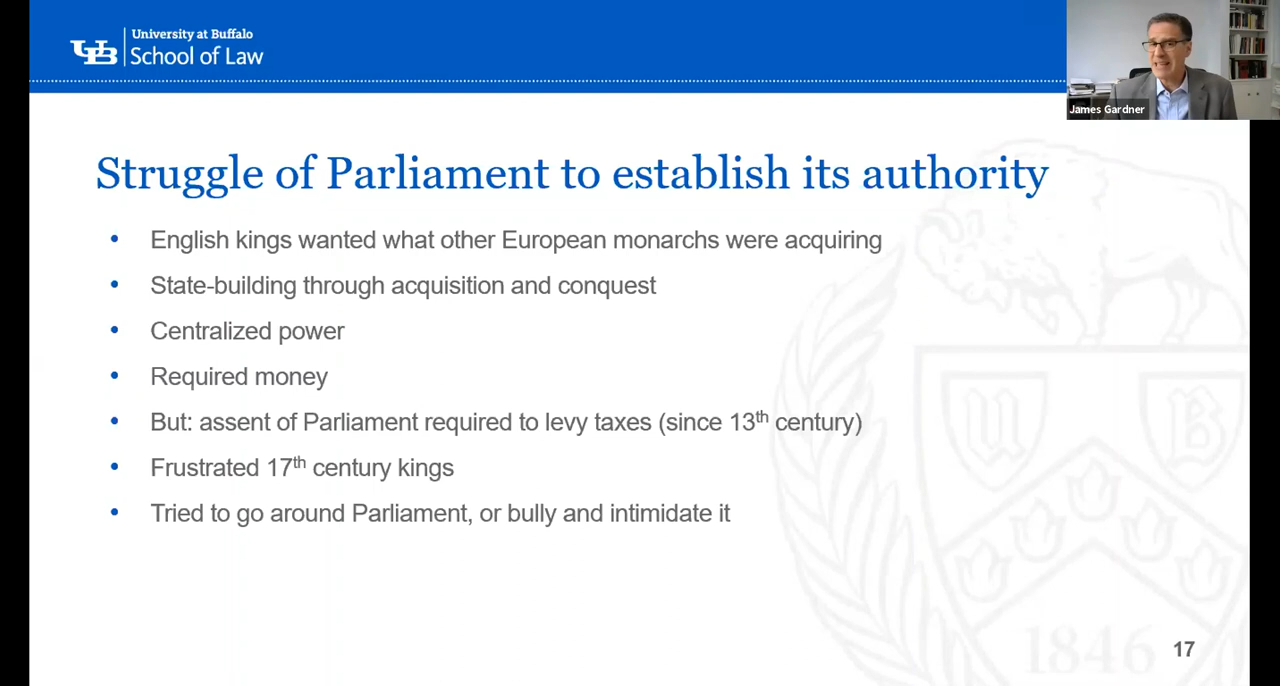 University at Buffalo
UB School of Law
James Gardner
Struggle of Parliament to establish its authority
• English kings wanted what other European monarchs were acquiring
• State-building through acquisition and conquest
• Centralized power
• Required money
• But: assent of Parliament required to levy taxes (since 13th century)
• Frustrated 17th century kings
• Tried to go around Parliament, or bully and intimidate it
U B
1846
17